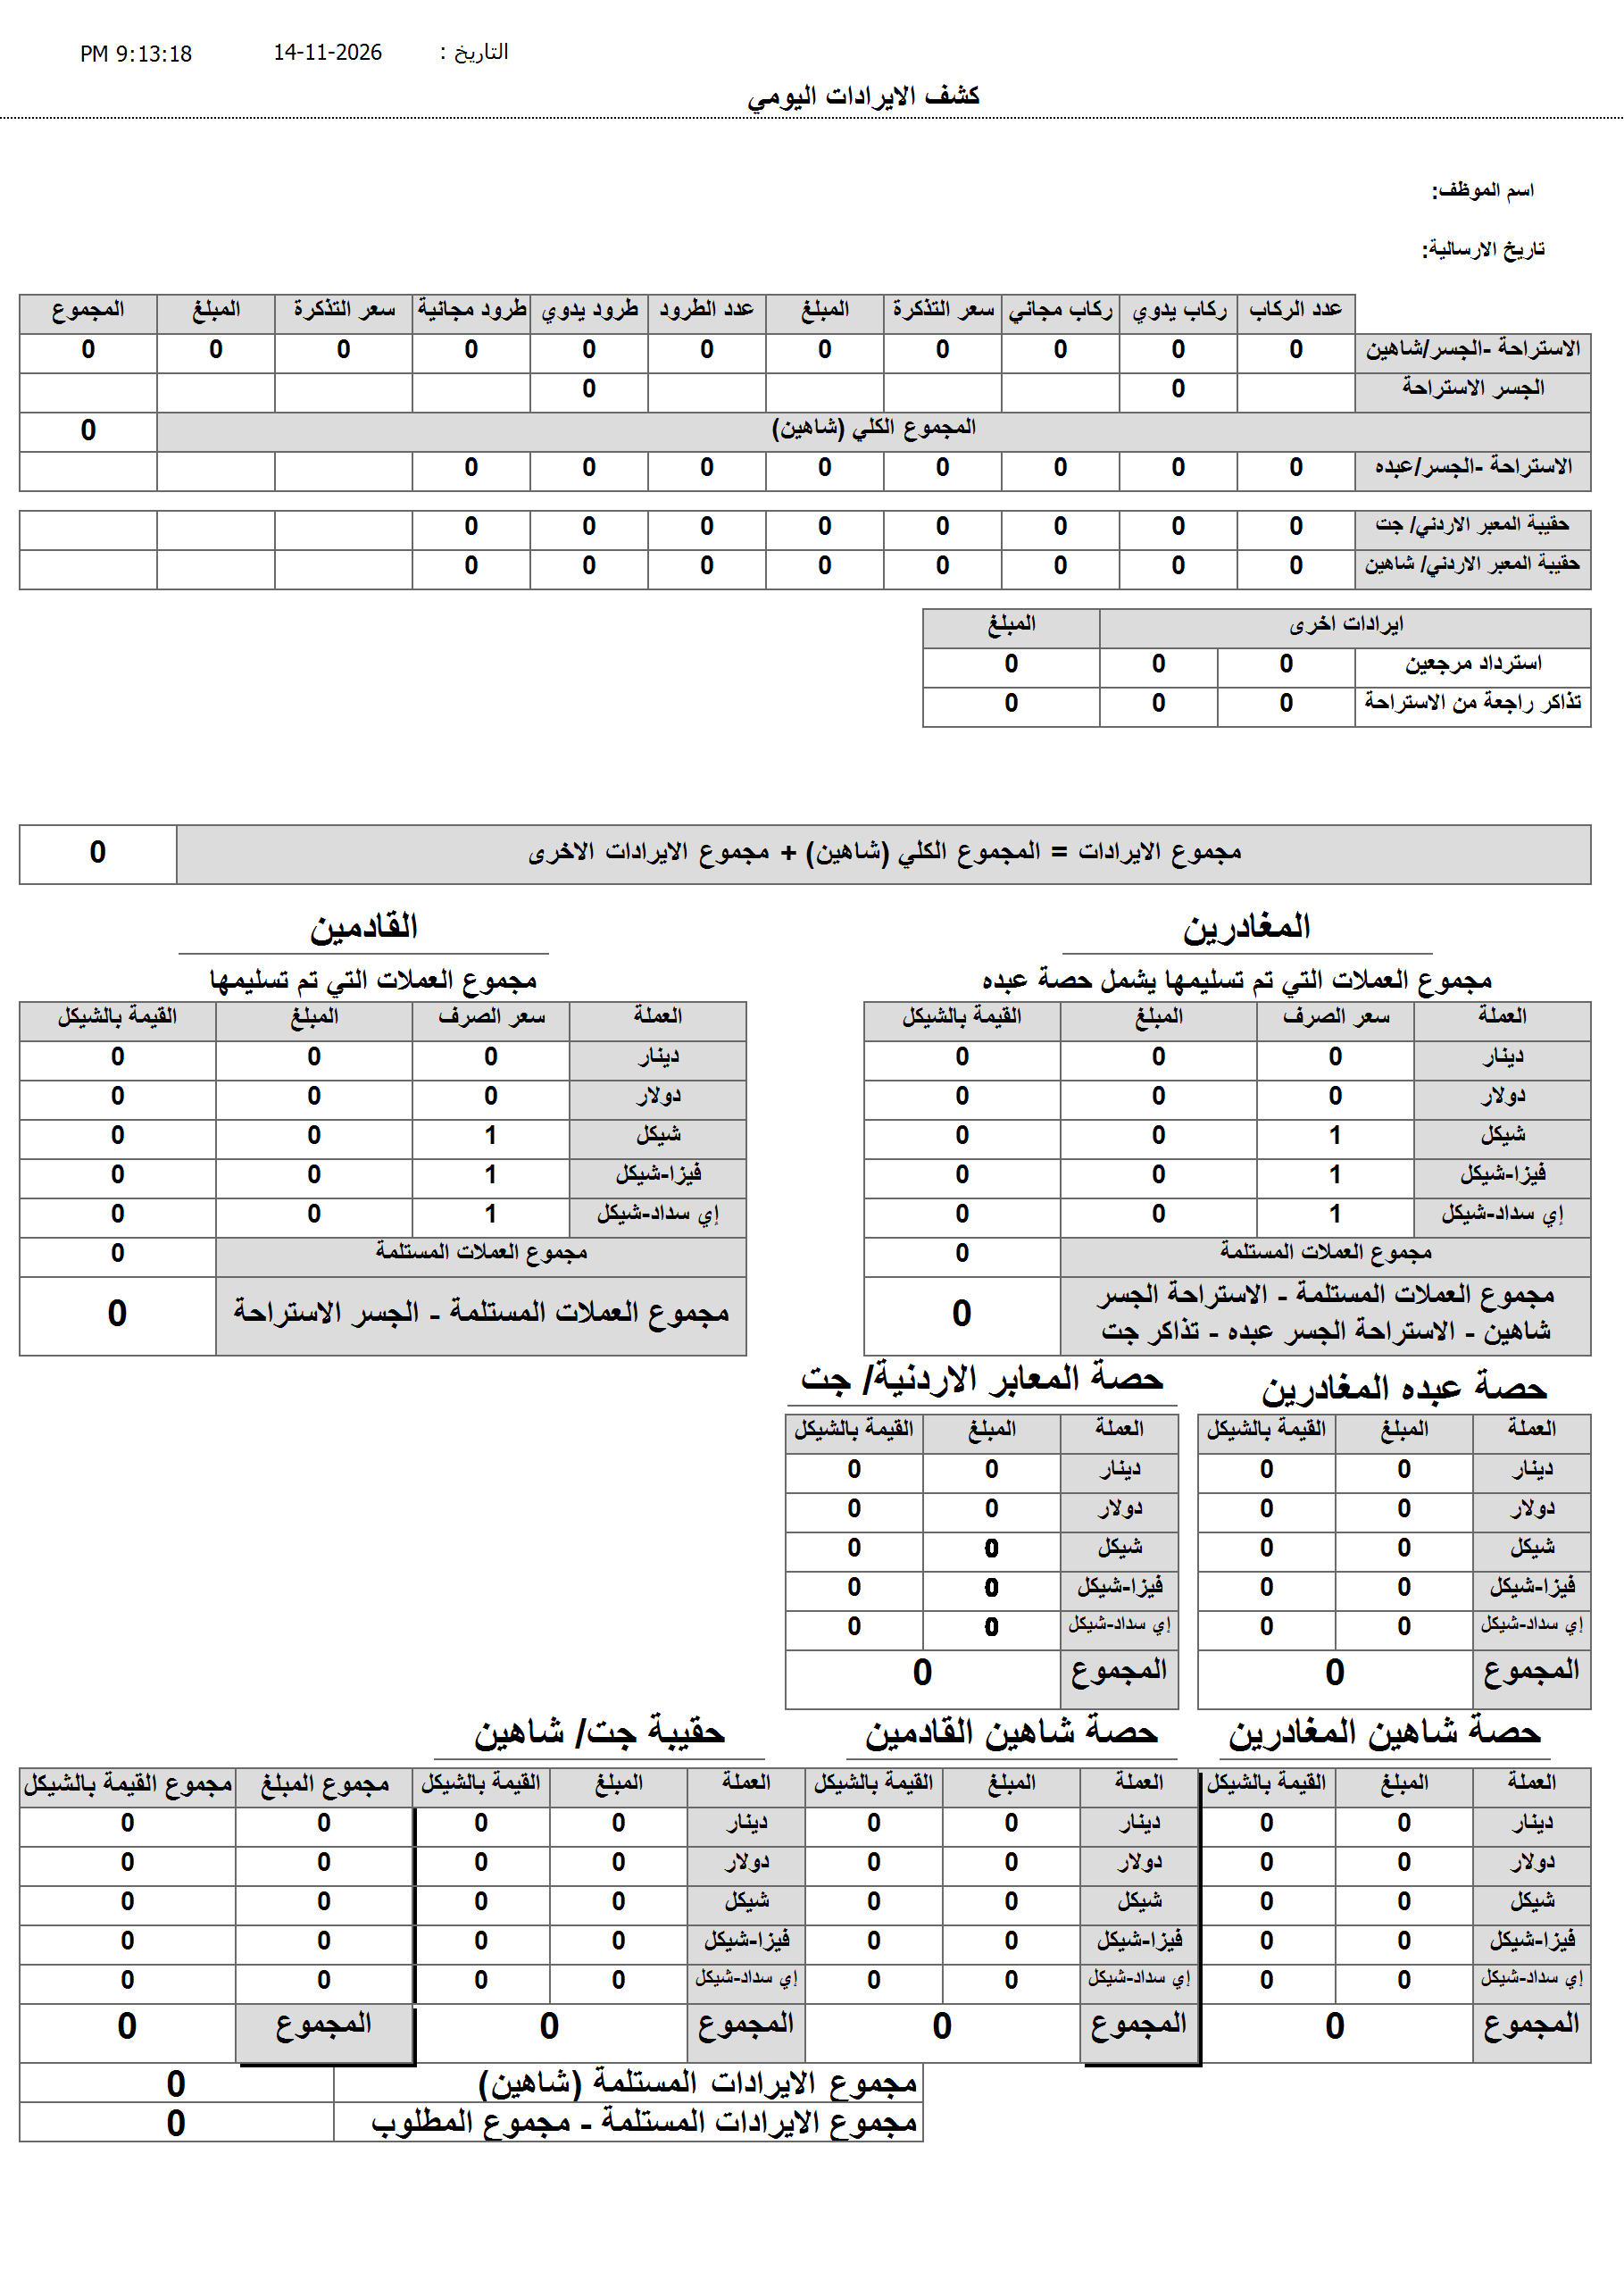 التاريخ : 14-11-2026 9:13:18 PM
كشف الايرادات اليومي
اسم الموظف:
تاريخ الارسالية:
عدد الركاب ركاب يدوي ركاب مجاني سعر التذكرة المبلغ عدد الطرود طرود يدوي طرود مجانية سعر التذكرة المبلغ المجموع
الاستراحة -الجسر/شاهين 0 0 0 0 0 0 0 0 0 0 0
الجسر الاستراحة 0 0
المجموع الكلي (شاهين) 0
الاستراحة -الجسر/عبده 0 0 0 0 0 0 0 0
حقيبة المعبر الاردني/ جت 0 0 0 0 0 0 0 0
حقيبة المعبر الاردني/ شاهين 0 0 0 0 0 0 0 0
ايرادات اخرى المبلغ
استرداد مرجعين 0 0 0
تذاكر راجعة من الاستراحة 0 0 0
مجموع الايرادات = المجموع الكلي (شاهين) + مجموع الايرادات الاخرى 0
المغادرين
مجموع العملات التي تم تسليمها يشمل حصة عبده
العملة سعر الصرف المبلغ القيمة بالشيكل
دينار 0 0 0
دولار 0 0 0
شيكل 1 0 0
فيزا-شيكل 1 0 0
إي سداد-شيكل 1 0 0
مجموع العملات المستلمة 0
مجموع العملات المستلمة - الاستراحة الجسر
شاهين - الاستراحة الجسر عبده - تذاكر جت 0
القادمين
مجموع العملات التي تم تسليمها
العملة سعر الصرف المبلغ القيمة بالشيكل
دينار 0 0 0
دولار 0 0 0
شيكل 1 0 0
فيزا-شيكل 1 0 0
إي سداد-شيكل 1 0 0
مجموع العملات المستلمة 0
مجموع العملات المستلمة - الجسر الاستراحة 0
حصة عبده المغادرين
العملة المبلغ القيمة بالشيكل
دينار 0 0
دولار 0 0
شيكل 0 0
فيزا-شيكل 0 0
إي سداد-شيكل 0 0
المجموع 0
حصة المعابر الاردنية/ جت
العملة المبلغ القيمة بالشيكل
دينار 0 0
دولار 0 0
شيكل 0 0
فيزا-شيكل 0 0
إي سداد-شيكل 0 0
المجموع 0
حصة شاهين المغادرين حصة شاهين القادمين حقيبة جت/ شاهين
العملة المبلغ القيمة بالشيكل العملة المبلغ القيمة بالشيكل العملة المبلغ القيمة بالشيكل مجموع المبلغ مجموع القيمة بالشيكل
دينار 0 0 دينار 0 0 دينار 0 0 0 0
دولار 0 0 دولار 0 0 دولار 0 0 0 0
شيكل 0 0 شيكل 0 0 شيكل 0 0 0 0
فيزا-شيكل 0 0 فيزا-شيكل 0 0 فيزا-شيكل 0 0 0 0
إي سداد-شيكل 0 0 إي سداد-شيكل 0 0 إي سداد-شيكل 0 0 0 0
المجموع 0 المجموع 0 المجموع 0 المجموع 0
مجموع الايرادات المستلمة (شاهين) 0
مجموع الايرادات المستلمة - مجموع المطلوب 0